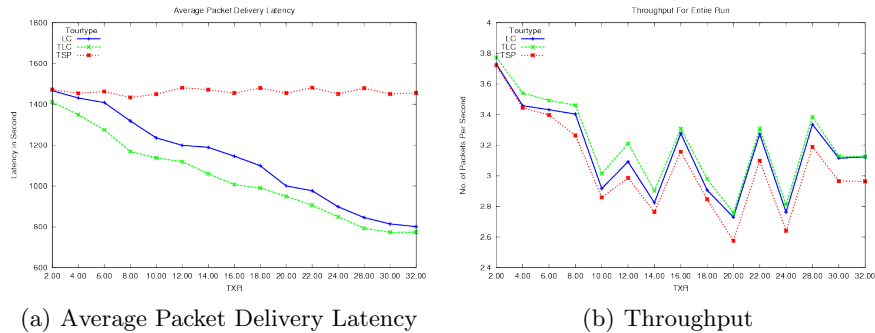 Average Packet Delivery Latency
1800
1600
1400
1200
1000
800
600
Latency in Second
Tourtype
LC
TLC
TSP
2.00 4.00 6.00 8.00 10.00 12.00 14.00 16.00 18.00 20.00 22.00 24.00 26.00 28.00 30.00 32.00
TXR
(a) Average Packet Delivery Latency
Throughput For Entire Run
4
3.8
3.6
3.4
3.2
3
2.8
2.6
2.4
No. of Packets Per Second
Tourtype
LC
TLC
TSP
2.00 4.00 6.00 8.00 10.00 12.00 14.00 16.00 18.00 20.00 22.00 24.00 28.00 30.00 32.00
TXR
(b) Throughput